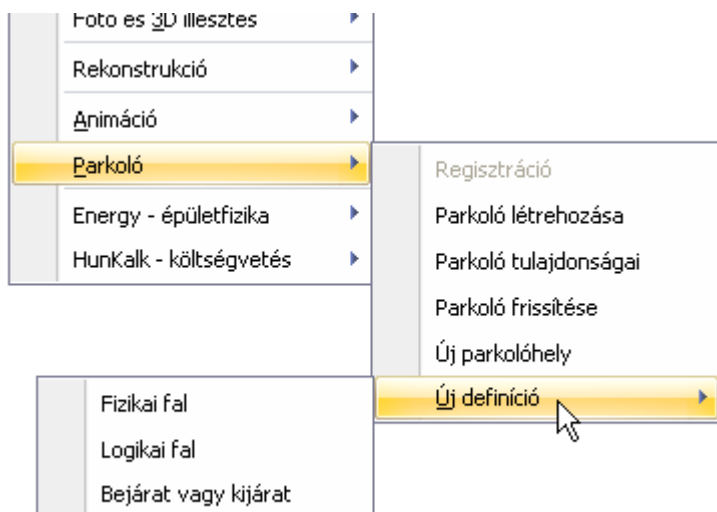 Fotó és 3D illesztés
Rekonstrukció
Animáció
Parkoló
Energy - épületfizika
HunKalk - költségvetés
Regisztráció
Parkoló létrehozása
Parkoló tulajdonságai
Parkoló frissítése
Új parkolóhely
Új definíció
Fizikai fal
Logikai fal
Bejárat vagy kijárat